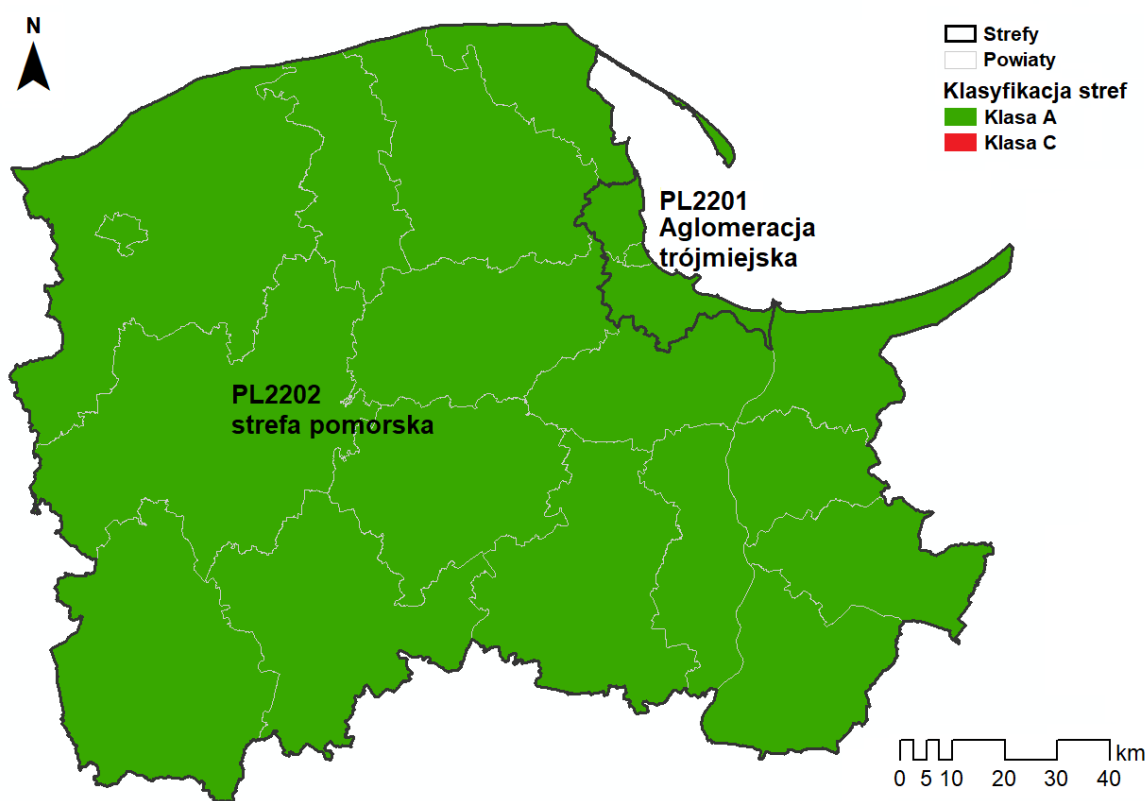 N
Strefy
Powiaty
Klasyfikacja stref
Klasa A
Klasa C
PL2201
Aglomeracja
trójmiejska
PL2202
strefa pomorska
km
0 5 10 20 30 40